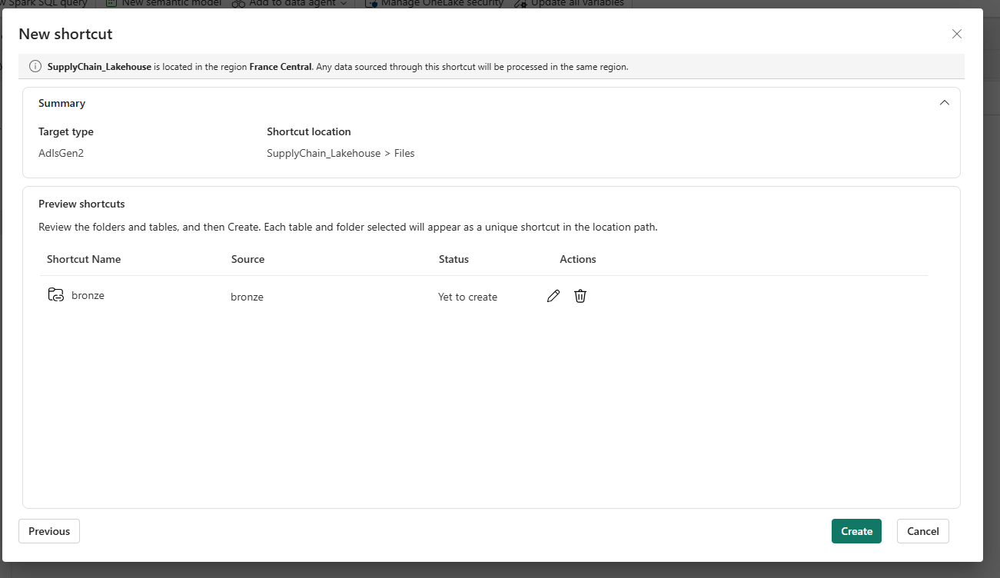 Spark SQL query New semantic model Add to data agent Manage OneLake security Update all variables
New shortcut
SupplyChain_Lakehouse is located in the region France Central. Any data sourced through this shortcut will be processed in the same region.
Summary
Target type Shortcut location
AdlsGen2 SupplyChain_Lakehouse > Files
Preview shortcuts
Review the folders and tables, and then Create. Each table and folder selected will appear as a unique shortcut in the location path.
Shortcut Name Source Status Actions
bronze bronze Yet to create
Previous Create Cancel